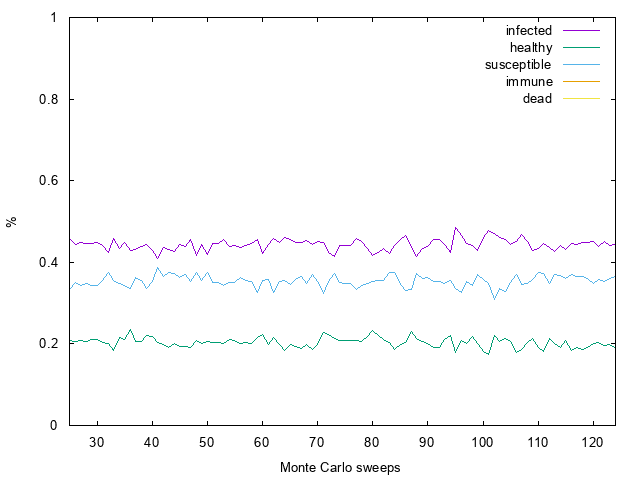 1
0.8
0.6
0.4
0.2
0
%
infected
healthy
susceptible
immune
dead
30 40 50 60 70 80 90 100 110 120
Monte Carlo sweeps